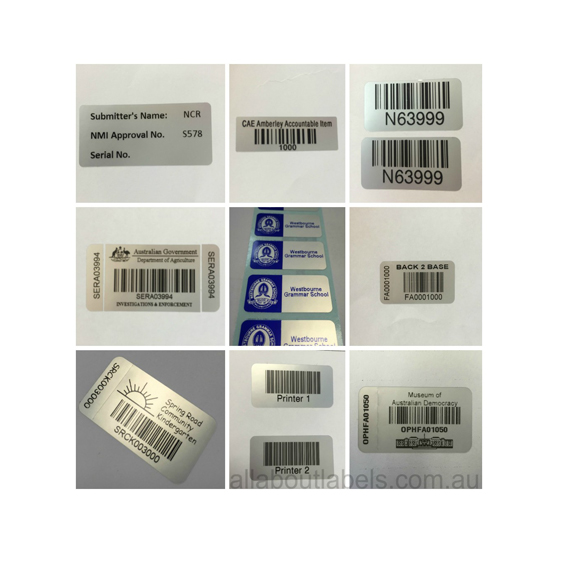 Submitter's Name: NCR
NMI Approval No. S578
Serial No.
CAE Amberley Accountable Item
1000
N63999
N63999
SERA03994
Australian Government
Department of Agriculture
SERA03994
INVESTIGATIONS & ENFORCEMENT
SERA03994
Westbourne
Grammar School
Westbourne
Grammar School
Westbourne
Grammar School
Westbourne
Grammar School
FA0001000
BACK 2 BASE
FA0001000
SRCK003000
Spring Road
Community
Kindergarten
SRCK003000
Printer 1
Printer 2
OPHFA01050
Museum of
Australian Democracy
OPHFA01050
allaboutlabels.com.au